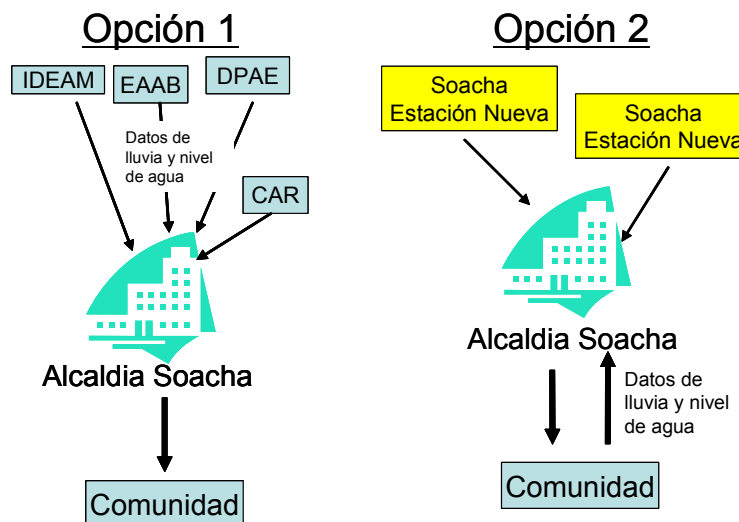 Opción 1
IDEAM
EAAB
DPAE
Datos de
lluvia y nivel
de agua
CAR
Alcaldia Soacha
Comunidad
Opción 2
Soacha
Estación Nueva
Soacha
Estación Nueva
Alcaldia Soacha
Datos de
lluvia y nivel
de agua
Comunidad